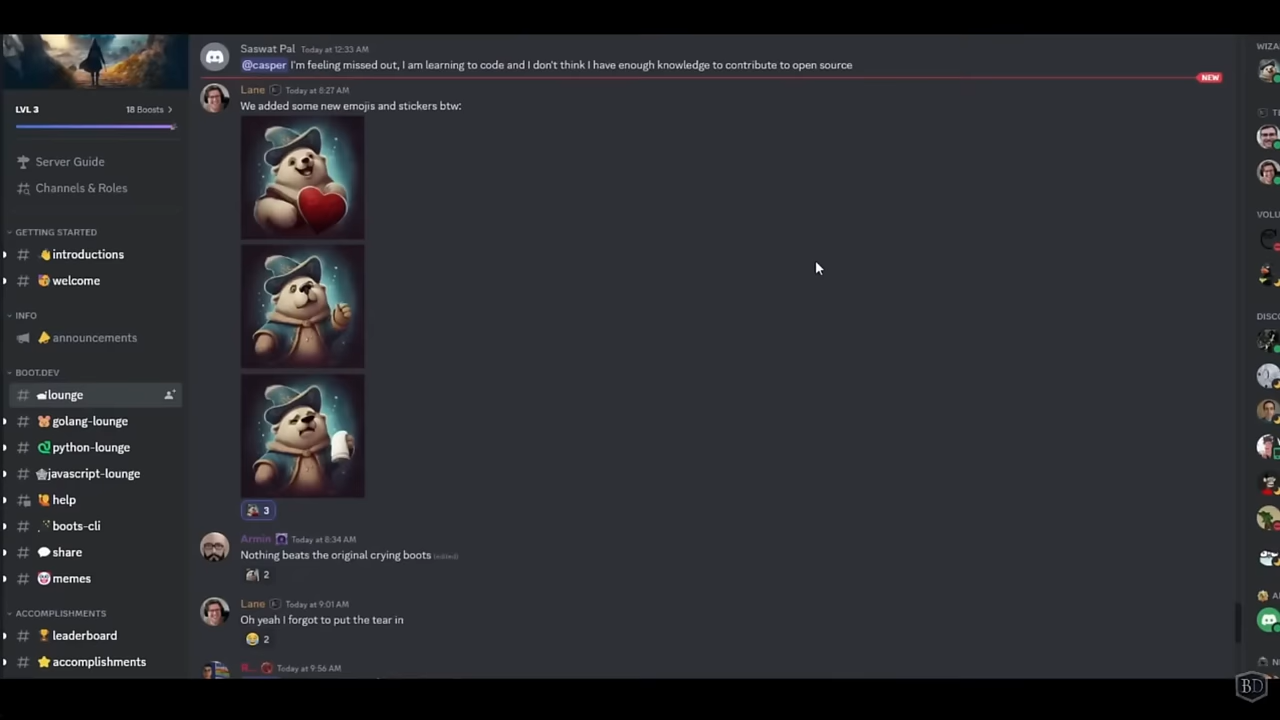 LVL 3
18 Boosts
Server Guide
Channels & Roles
GETTING STARTED
introductions
welcome
INFO
announcements
BOOT.DEV
lounge
golang-lounge
python-lounge
javascript-lounge
help
boots-cli
share
memes
ACCOMPLISHMENTS
leaderboard
accomplishments
Saswat Pal Today at 12:33 AM
@casper I'm feeling missed out, I am learning to code and I don't think I have enough knowledge to contribute to open source
NEW
Lane Today at 8:27 AM
We added some new emojis and stickers btw:
3
Armin Today at 8:34 AM
Nothing beats the original crying boots (edited)
2
Lane Today at 9:01 AM
Oh yeah I forgot to put the tear in
2
Today at 9:56 AM
WIZA
VOLU
DISC
BD